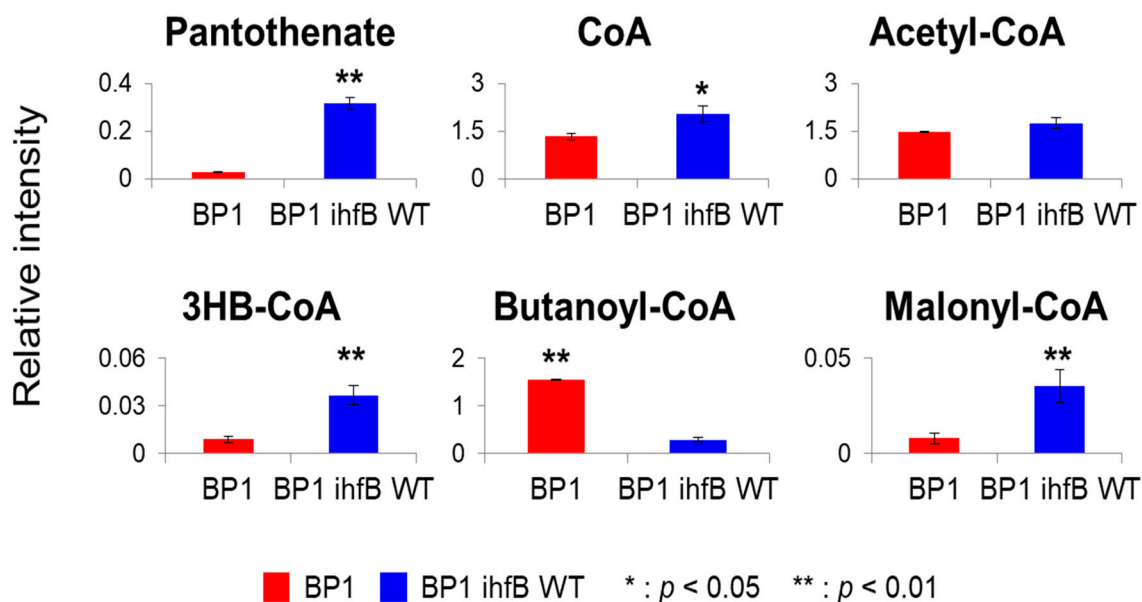 Relative intensity
Pantothenate
**
0.4
0.2
0
BP1 BP1 ihfB WT
CoA
*
3
1.5
0
BP1 BP1 ihfB WT
Acetyl-CoA
3
1.5
0
BP1 BP1 ihfB WT
3HB-CoA
**
0.06
0.03
0
BP1 BP1 ihfB WT
Butanoyl-CoA
**
2
1
0
BP1 BP1 ihfB WT
Malonyl-CoA
**
0.05
0
BP1 BP1 ihfB WT
BP1 BP1 ihfB WT * : p < 0.05 ** : p < 0.01